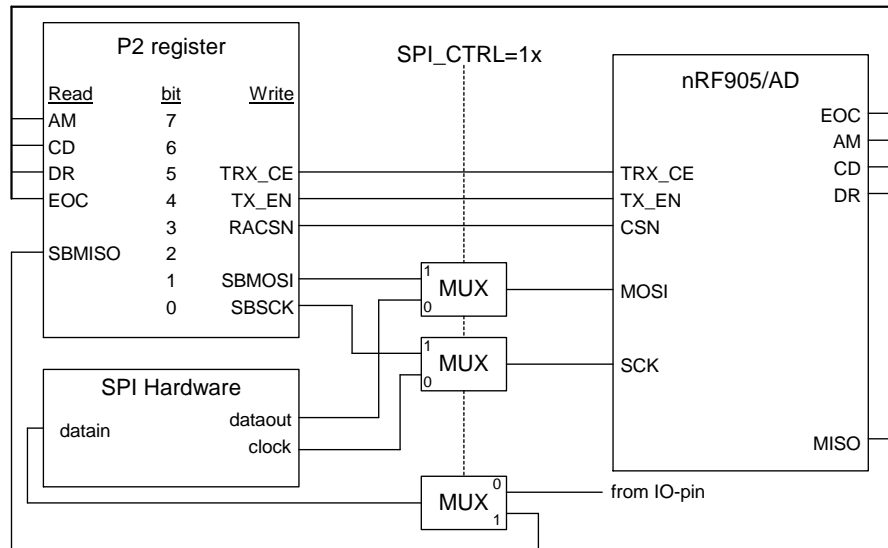 P2 register
Read bit Write
AM 7
CD 6
DR 5 TRX_CE
EOC 4 TX_EN
3 RACSN
SBMISO 2
1 SBMOSI
0 SBSCK
SPI_CTRL=1x
nRF905/AD
EOC
AM
CD
TRX_CE DR
TX_EN
CSN
MOSI
SCK
MISO
1
MUX
0
1
MUX
0
SPI Hardware
dataout
datain
clock
0
MUX
1
from IO-pin